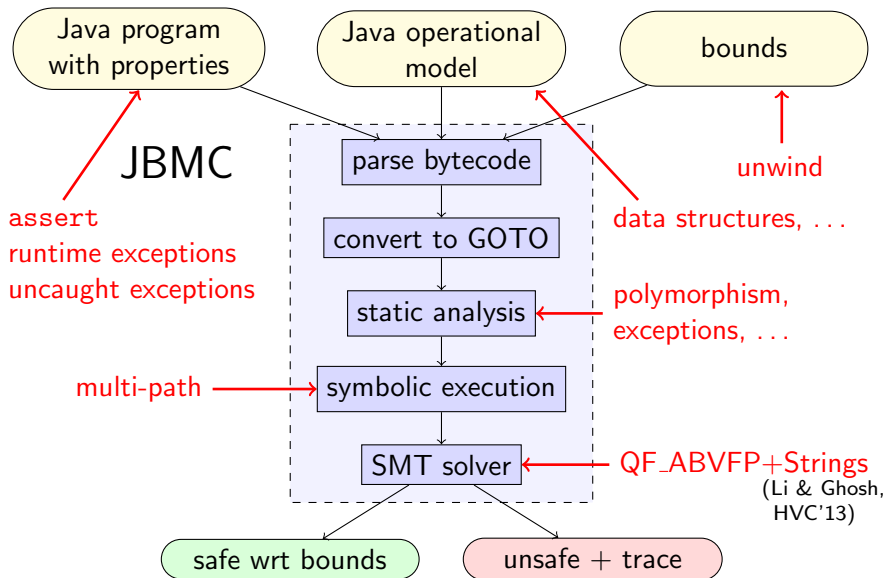 Java program
with properties
Java operational
model
bounds
JBMC
parse bytecode
unwind
assert
runtime exceptions
uncaught exceptions
data structures, ...
convert to GOTO
static analysis
polymorphism,
exceptions, ...
multi-path
symbolic execution
SMT solver
QF_ABVFP+Strings
(Li & Ghosh,
HVC'13)
safe wrt bounds
unsafe + trace